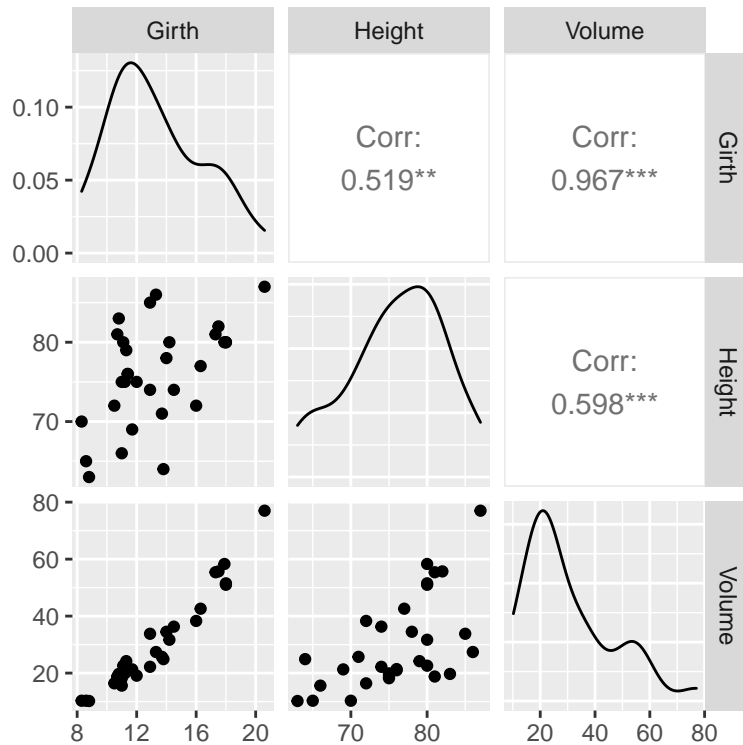 Girth Height Volume
0.10
0.05
0.00
Corr:
0.519**
Corr:
0.967***
Girth
80
70
Corr:
0.598***
Height
80
60
40
20
Volume
8 12 16 20 70 80 20 40 60 80